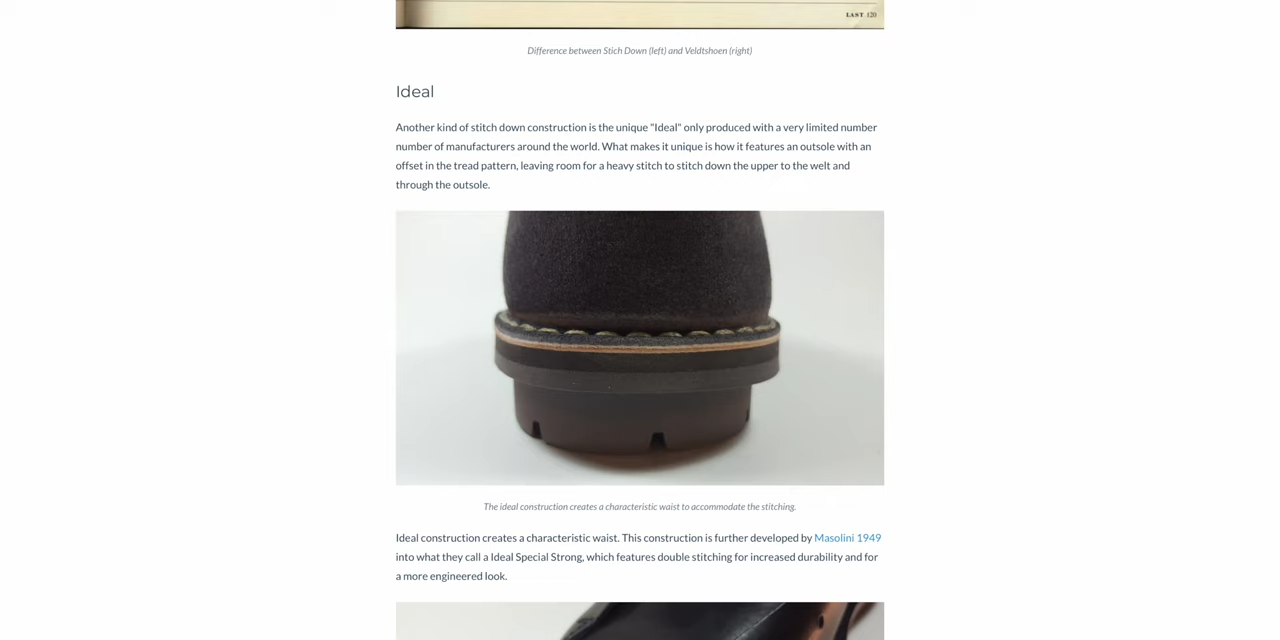 LAST 120
Difference between Stich Down (left) and Veldtshoen (right)
Ideal
Another kind of stitch down construction is the unique "Ideal" only produced with a very limited number
number of manufacturers around the world. What makes it unique is how it features an outsole with an
offset in the tread pattern, leaving room for a heavy stitch to stitch down the upper to the welt and
through the outsole.
The ideal construction creates a characteristic waist to accommodate the stitching.
Ideal construction creates a characteristic waist. This construction is further developed by Masolini 1949
into what they call a Ideal Special Strong, which features double stitching for increased durability and for
a more engineered look.